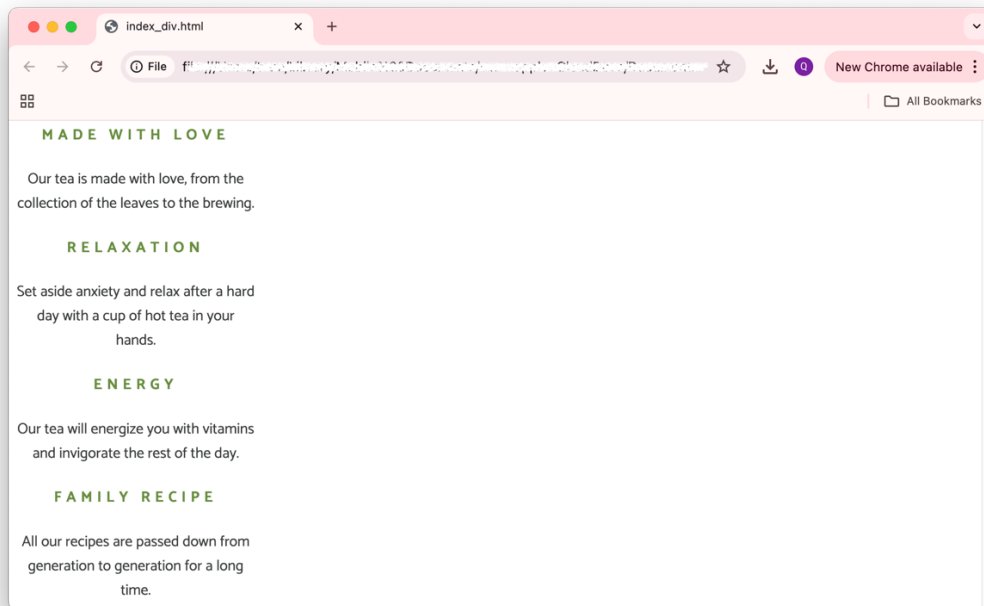 index_div.html
File
New Chrome available
All Bookmarks
MADE WITH LOVE
Our tea is made with love, from the
collection of the leaves to the brewing.
RELAXATION
Set aside anxiety and relax after a hard
day with a cup of hot tea in your
hands.
ENERGY
Our tea will energize you with vitamins
and invigorate the rest of the day.
FAMILY RECIPE
All our recipes are passed down from
generation to generation for a long
time.